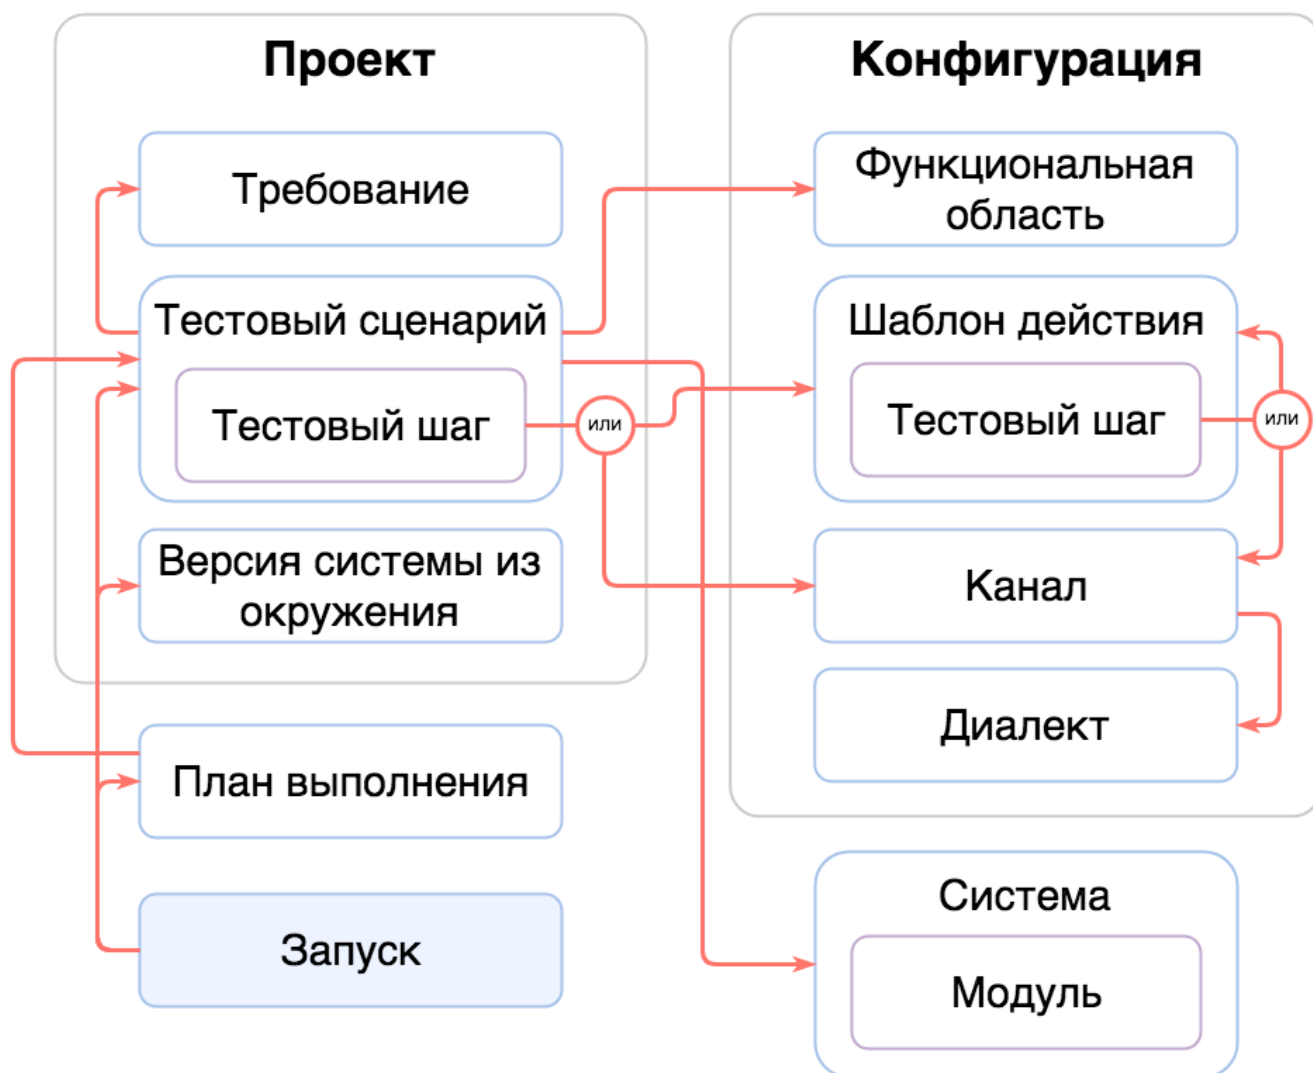 Проект
Требование
Тестовый сценарий
Тестовый шаг
или
Версия системы из
окружения
План выполнения
Запуск
Конфигурация
Функциональная
область
Шаблон действия
Тестовый шаг
или
Канал
Диалект
Система
Модуль